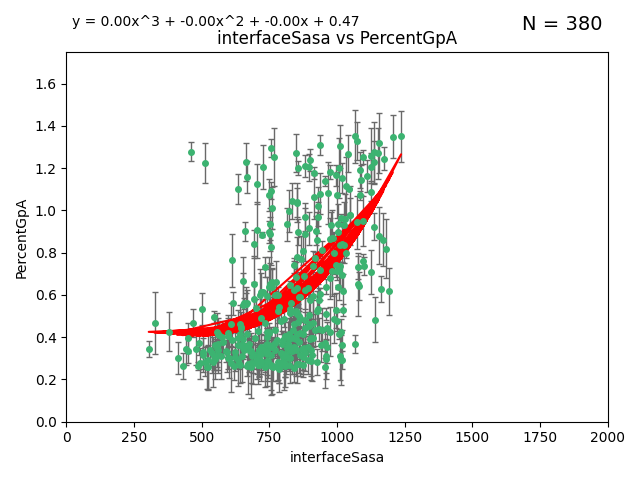 y = 0.00x^3 + -0.00x^2 + -0.00x + 0.47
N = 380
interfaceSasa vs PercentGpA
PercentGpA
1.6
1.4
1.2
1.0
0.8
0.6
0.4
0.2
0.0
0 250 500 750 1000 1250 1500 1750 2000
interfaceSasa